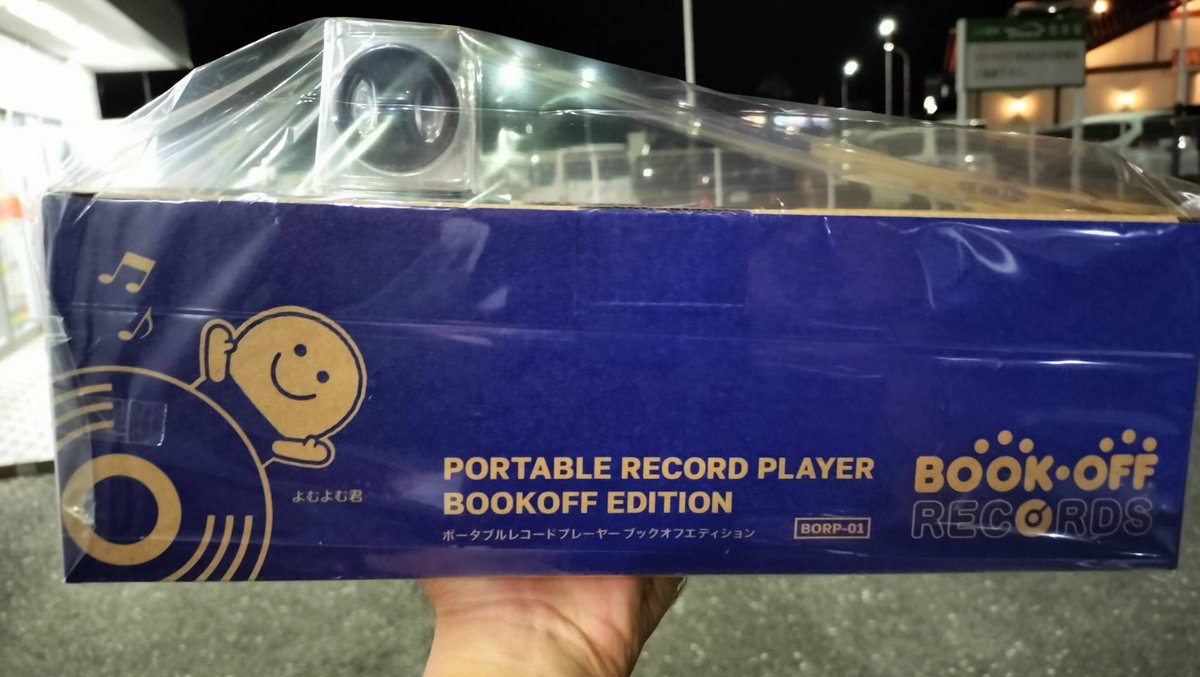 よむよむ君
PORTABLE RECORD PLAYER
BOOKOFF EDITION
ポータブルレコードプレーヤー ブックオフエディション
BORP-01
BOOK・OFF
RECORDS